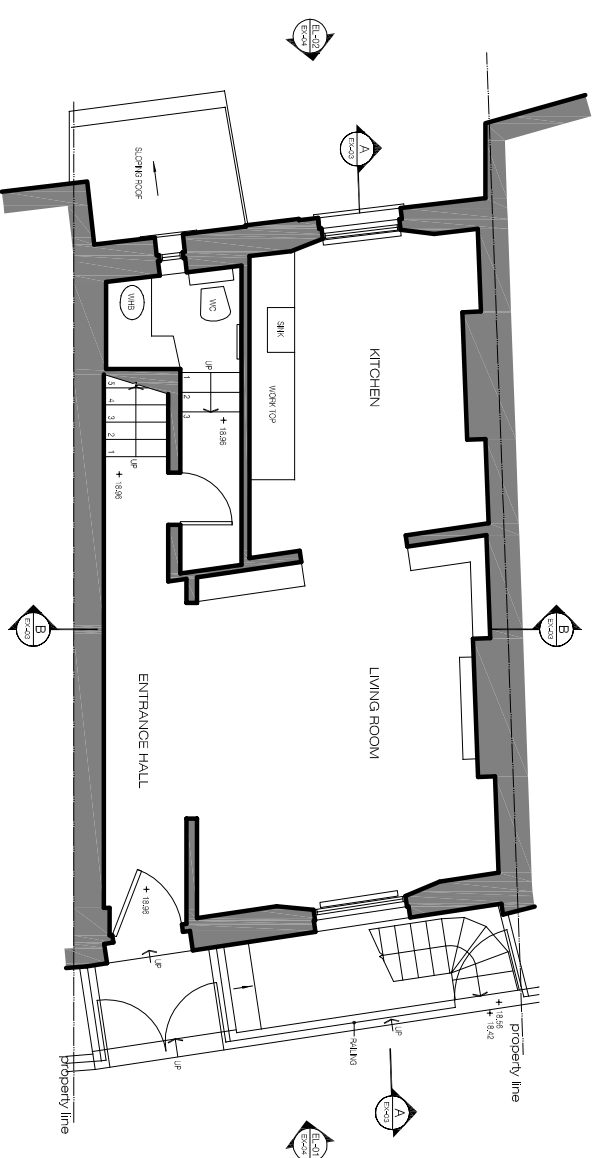 EL-02
EX-04
A
EX-03
SLOPING ROOF
WHB
WC
SINK
WORK TOP
KITCHEN
UP
1
2
3
+ 18.96
5
4
3
2
1
UP
+ 18.96
B
EX-03
B
EX-03
LIVING ROOM
ENTRANCE HALL
+ 18.96
UP
UP
RAILING
UP
+ 18.56
+ 18.42
property line
property line
A
EX-03
EL-01
EX-04